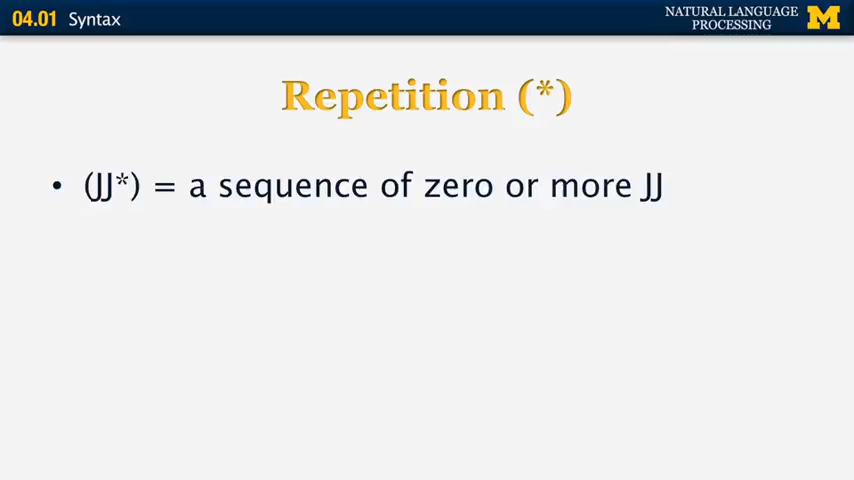 04.01 Syntax
NATURAL LANGUAGE
PROCESSING
M
Repetition (*)
• (JJ*) = a sequence of zero or more JJ